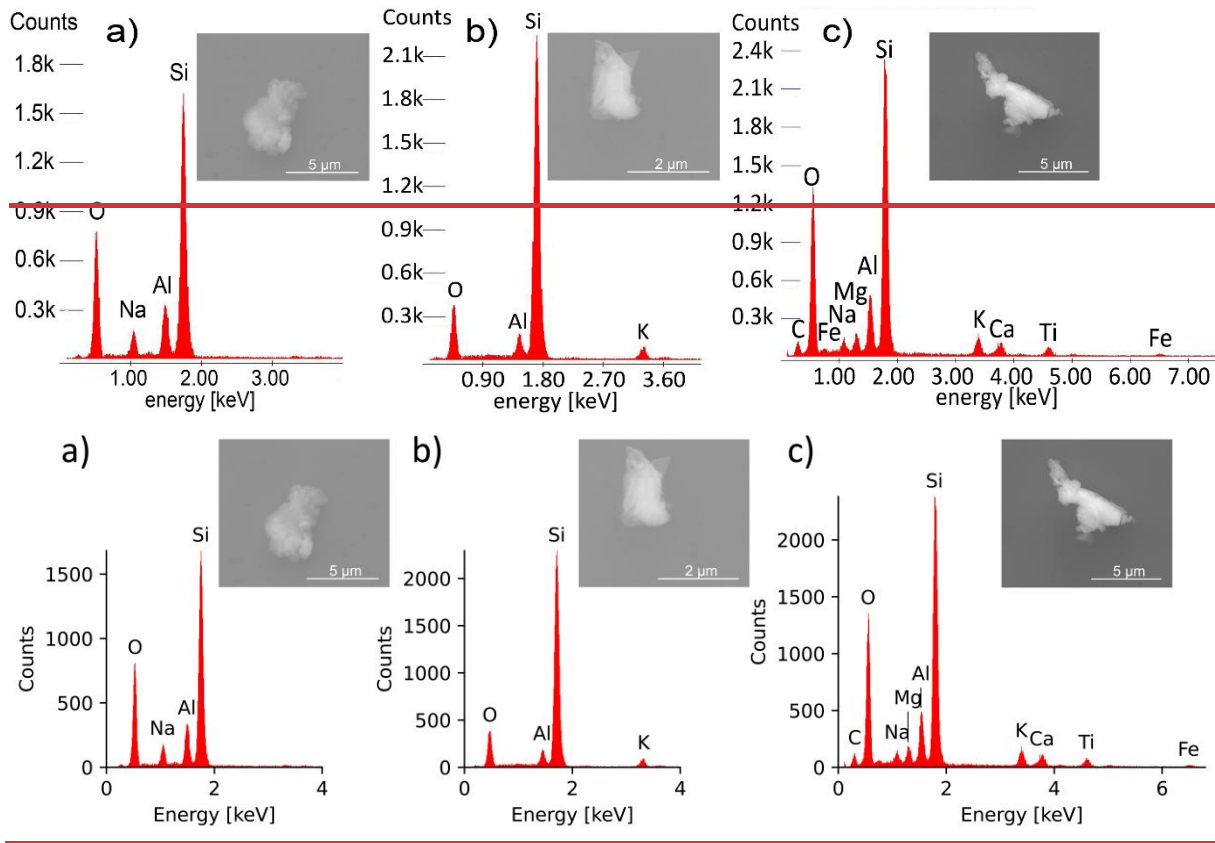 Counts
a)
1.8k
1.5k
1.2k
0.9k
0.6k
0.3k
O
Na
Al
Si
5 µm
1.00 2.00 3.00
energy [keV]
Counts
b)
2.1k
1.8k
1.5k
1.2k
0.9k
0.6k
0.3k
O
Al
Si
K
2 µm
0.90 1.80 2.70 3.60
energy [keV]
Counts
c)
2.4k
2.1k
1.8k
1.5k
1.2k
0.9k
0.6k
0.3k
C
O
Fe
Na
Mg
Al
Si
K
Ca
Ti
Fe
5 µm
1.00 2.00 3.00 4.00 5.00 6.00 7.00
energy [keV]
a)
Counts
1500
1000
500
0
O
Na
Al
Si
5 µm
0 2 4
Energy [keV]
b)
Counts
2000
1500
1000
500
0
O
Al
Si
K
2 µm
0 2 4
Energy [keV]
c)
Counts
2000
1500
1000
500
0
C
O
Na
Mg
Al
Si
K
Ca
Ti
Fe
5 µm
0 2 4 6
Energy [keV]